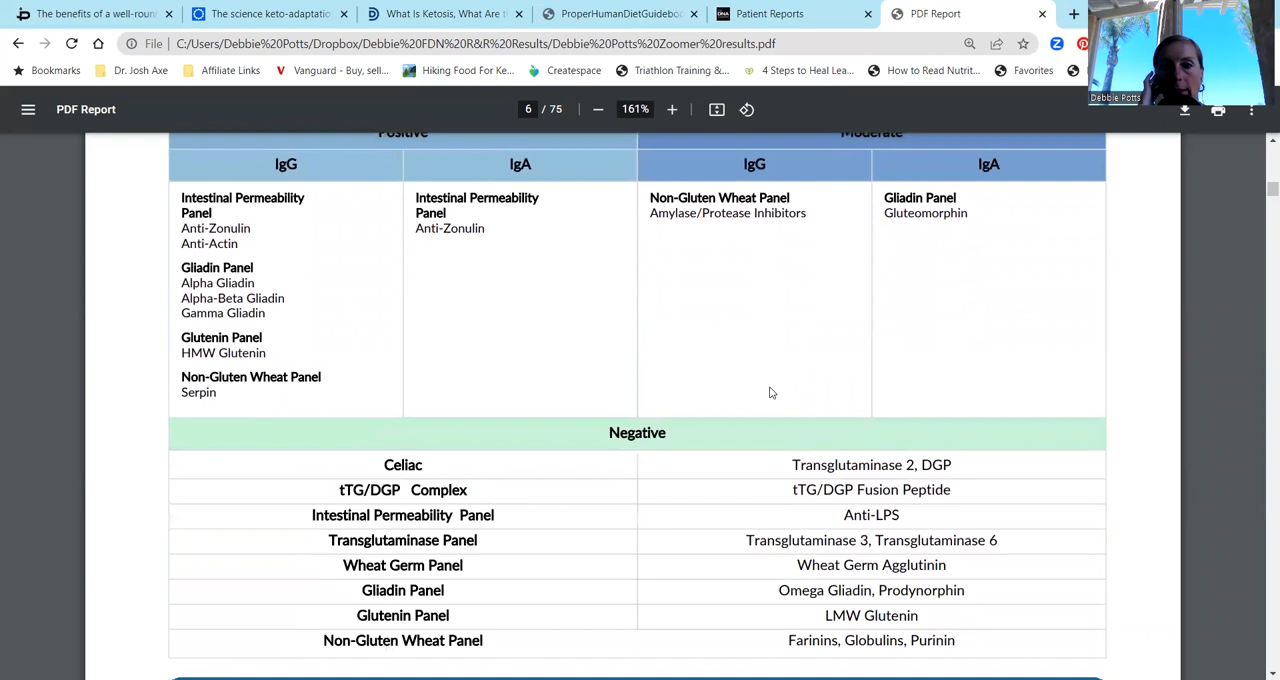 The benefits of a well-roun
The science keto-adaptatio
What Is Ketosis, What Are t
ProperHumanDietGuidebo
Patient Reports
PDF Report
File
C:/Users/Debbie%20Potts/Dropbox/Debbie%20FDN%20R&R%20Results/Debbie%20Potts%20Zoomer%20results.pdf
Bookmarks
Dr. Josh Axe
Affiliate Links
Vanguard - Buy, sell...
Hiking Food For Ke...
Createspace
Triathlon Training &...
4 Steps to Heal Lea...
How to Read Nutrit...
Favorites
Debbie Potts
PDF Report
6 / 75
161%
Positive
Moderate
IgG
IgA
IgG
IgA
Intestinal Permeability
Panel
Anti-Zonulin
Anti-Actin
Gliadin Panel
Alpha Gliadin
Alpha-Beta Gliadin
Gamma Gliadin
Glutenin Panel
HMW Glutenin
Non-Gluten Wheat Panel
Serpin
Intestinal Permeability
Panel
Anti-Zonulin
Non-Gluten Wheat Panel
Amylase/Protease Inhibitors
Gliadin Panel
Gluteomorphin
Negative
Celiac
Transglutaminase 2, DGP
tTG/DGP Complex
tTG/DGP Fusion Peptide
Intestinal Permeability Panel
Anti-LPS
Transglutaminase Panel
Transglutaminase 3, Transglutaminase 6
Wheat Germ Panel
Wheat Germ Agglutinin
Gliadin Panel
Omega Gliadin, Prodynorphin
Glutenin Panel
LMW Glutenin
Non-Gluten Wheat Panel
Farinins, Globulins, Purinin